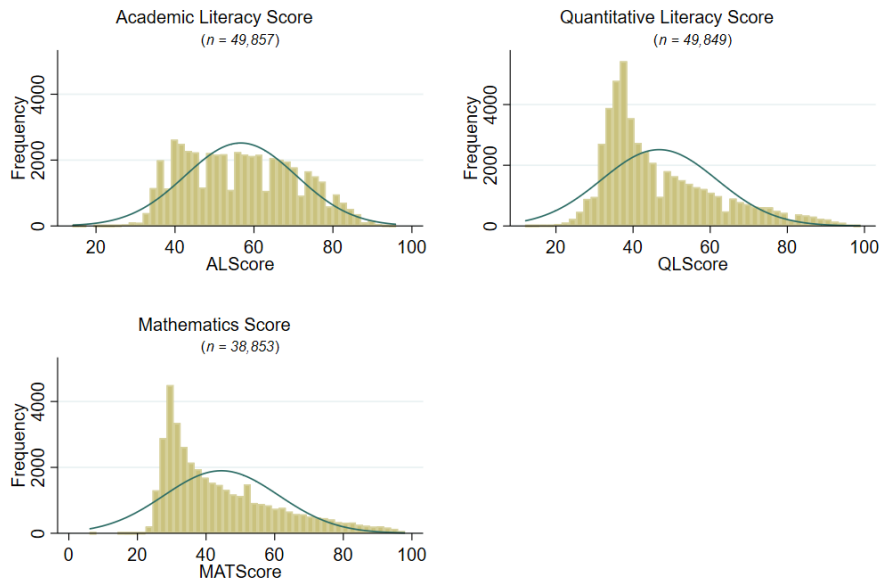 Academic Literacy Score
(n = 49,857)
Frequency
0 2000 4000
20 40 60 80 100
ALScore
Quantitative Literacy Score
(n = 49,849)
Frequency
0 2000 4000
20 40 60 80 100
QLScore
Mathematics Score
(n = 38,853)
Frequency
0 2000 4000
0 20 40 60 80 100
MATScore